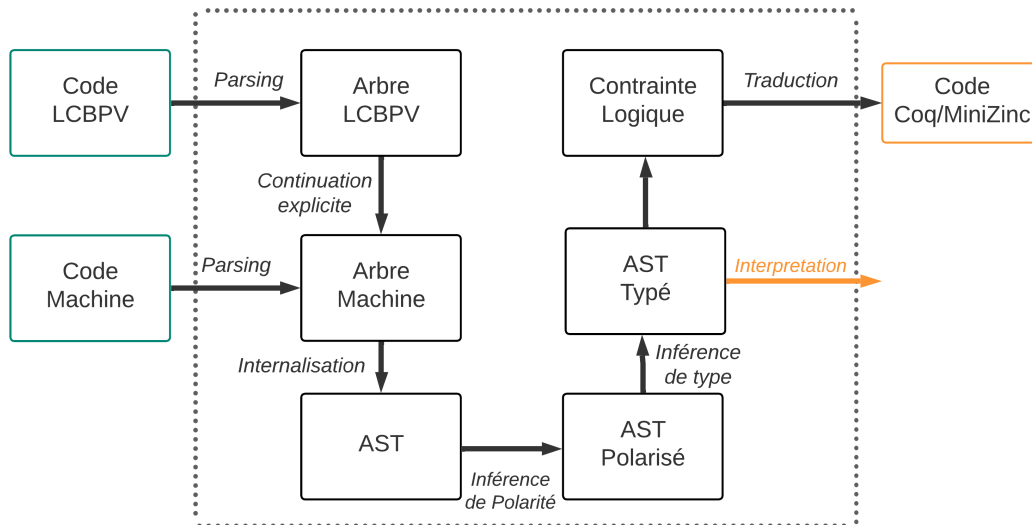 Code
LCBPV
Parsing
Arbre
LCBPV
Contrainte
Logique
Traduction
Code
Coq/MiniZinc
Continuation
explicite
Code
Machine
Parsing
Arbre
Machine
AST
Typé
Interpretation
Internalisation
Inférence
de type
AST
Inférence
de Polarité
AST
Polarisé